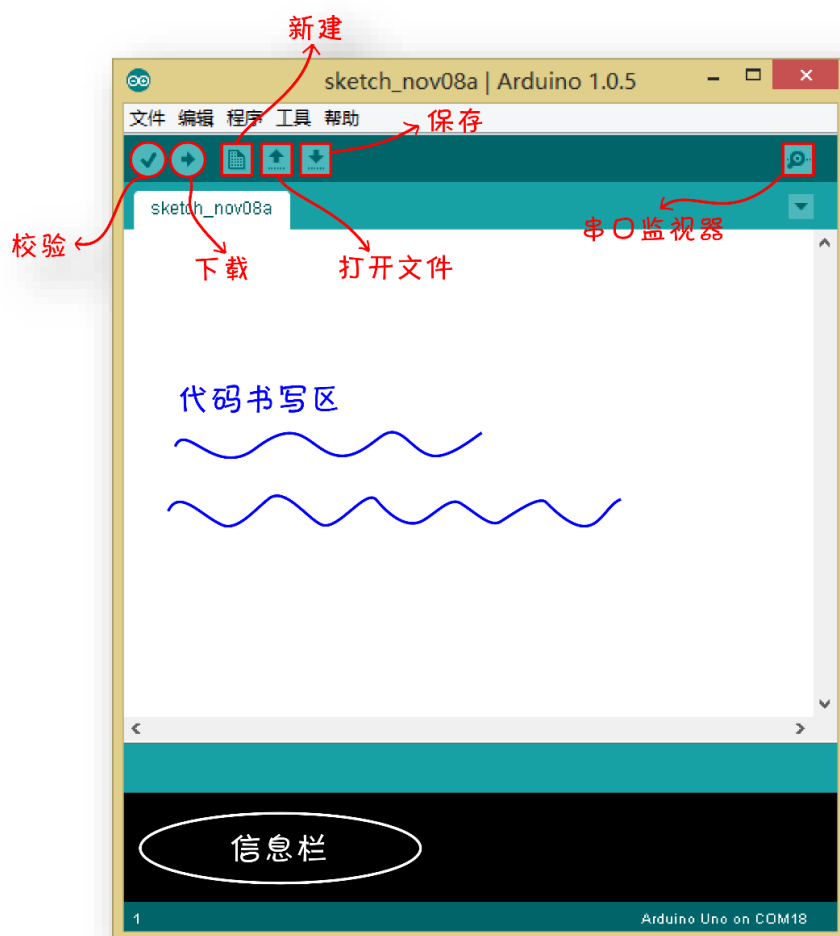 新建
sketch_nov08a | Arduino 1.0.5
文件 编辑 程序 工具 帮助
保存
sketch_nov08a
校验
下载
打开文件
串口监视器
代码书写区
信息栏
1
Arduino Uno on COM18